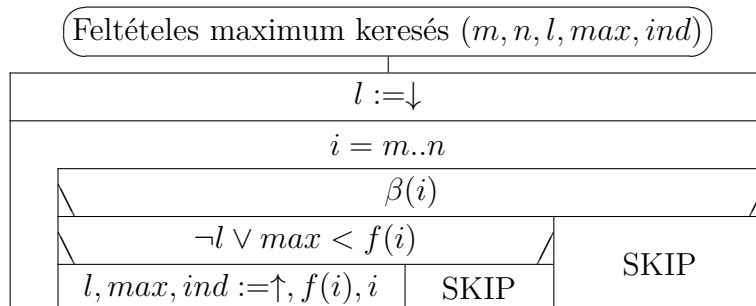 Feltételes maximum keresés (m, n, l, max, ind)
l :=↓
i = m..n
β(i)
¬l ∨ max < f(i)
SKIP
l, max, ind :=↑, f(i), i
SKIP